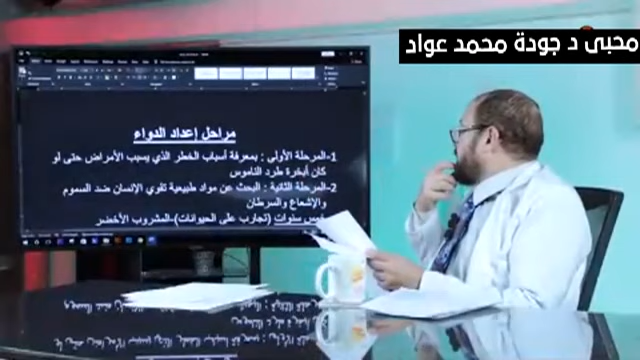 محبى د جودة محمد عواد
مراحل إعداد الدواء
1-المرحلة الأولى : بمعرفة أسباب الخطر الذي يسبب الأمراض حتى لو
كان أبخرة طرد الناموس
2-المرحلة الثانية : البحث عن مواد طبيعية تقوي الإنسان ضد السموم
والإشعاع والسرطان
خمس سنوات (تجارب على الحيوانات)-المشروب الأخضر